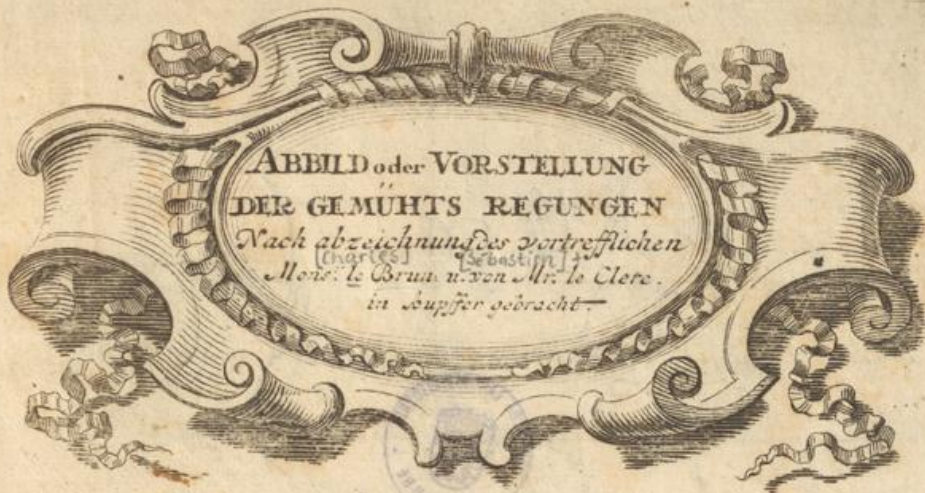 ABBILD oder VORSTELLUNG
DER GEMÜHTS REGUNGEN
Nach abzeichnung des vortrefflichen
[Charles] [Sébastien]
Mons: le Brun. u. von Mr. le Clerc.
in kupffer gebracht.